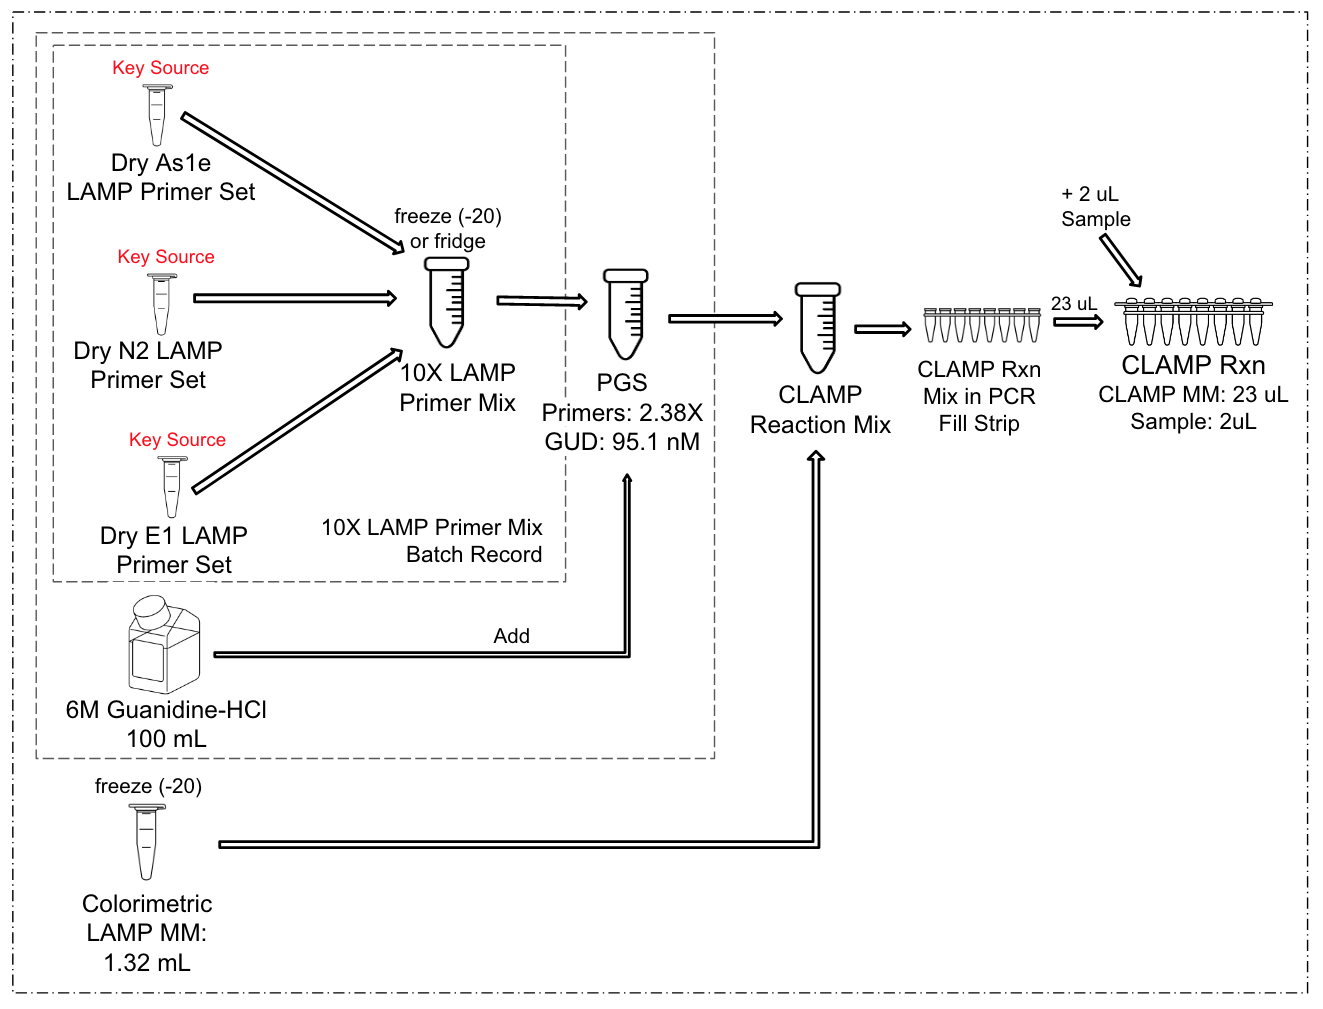 Key Source
Dry As1e
LAMP Primer Set
Key Source
Dry N2 LAMP
Primer Set
Key Source
Dry E1 LAMP
Primer Set
freeze (-20)
or fridge
10X LAMP
Primer Mix
10X LAMP Primer Mix
Batch Record
PGS
Primers: 2.38X
GUD: 95.1 nM
6M Guanidine-HCl
100 mL
Add
freeze (-20)
Colorimetric
LAMP MM:
1.32 mL
CLAMP
Reaction Mix
CLAMP Rxn
Mix in PCR
Fill Strip
23 uL
+ 2 uL
Sample
CLAMP Rxn
CLAMP MM: 23 uL
Sample: 2uL